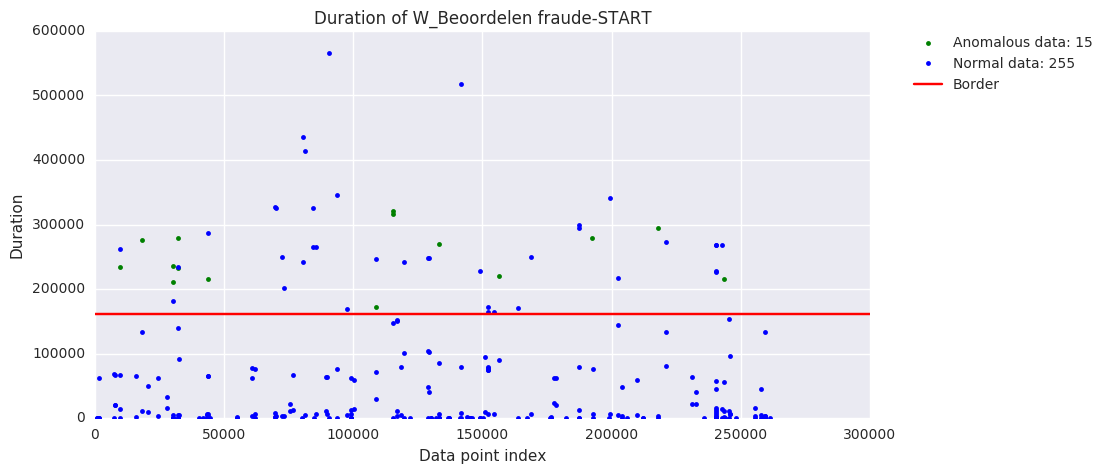 Duration of W_Beoordelen fraude-START
600000
500000
400000
300000
200000
100000
0
Duration
0
50000
100000
150000
200000
250000
300000
Data point index
Anomalous data: 15
Normal data: 255
Border